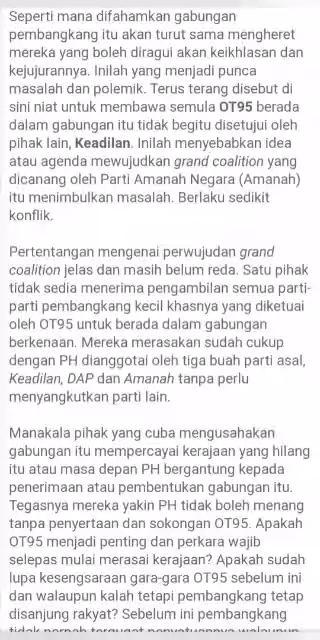 Seperti mana difahamkan gabungan
pembangkang itu akan turut sama mengheret
mereka yang boleh diragui akan keikhlasan dan
kejujurannya. Inilah yang menjadi punca
masalah dan polemik. Terus terang disebut di
sini niat untuk membawa semula OT95 berada
dalam gabungan itu tidak begitu disetujui oleh
pihak lain, Keadilan. Inilah menyebabkan idea
atau agenda mewujudkan grand coalition yang
dicanang oleh Parti Amanah Negara (Amanah)
itu menimbulkan masalah. Berlaku sedikit
konflik.
Pertentangan mengenai perwujudan grand
coalition jelas dan masih belum reda. Satu pihak
tidak sedia menerima pengambilan semua parti-
parti pembangkang kecil khasnya yang diketuai
oleh OT95 untuk berada dalam gabungan
berkenaan. Mereka merasakan sudah cukup
dengan PH dianggotai oleh tiga buah parti asal,
Keadilan, DAP dan Amanah tanpa perlu
menyangkutkan parti lain.
Manakala pihak yang cuba mengusahakan
gabungan itu mempercayai kerajaan yang hilang
itu atau masa depan PH bergantung kepada
penerimaan atau pembentukan gabungan itu.
Tegasnya mereka yakin PH tidak boleh menang
tanpa penyertaan dan sokongan OT95. Apakah
OT95 menjadi penting dan perkara wajib
selepas mulai merasai kerajaan? Apakah sudah
lupa kesengsaraan gara-gara OT95 sebelum ini
dan walaupun kalah tetapi pembangkang tetap
disanjung rakyat? Sebelum ini pembangkang